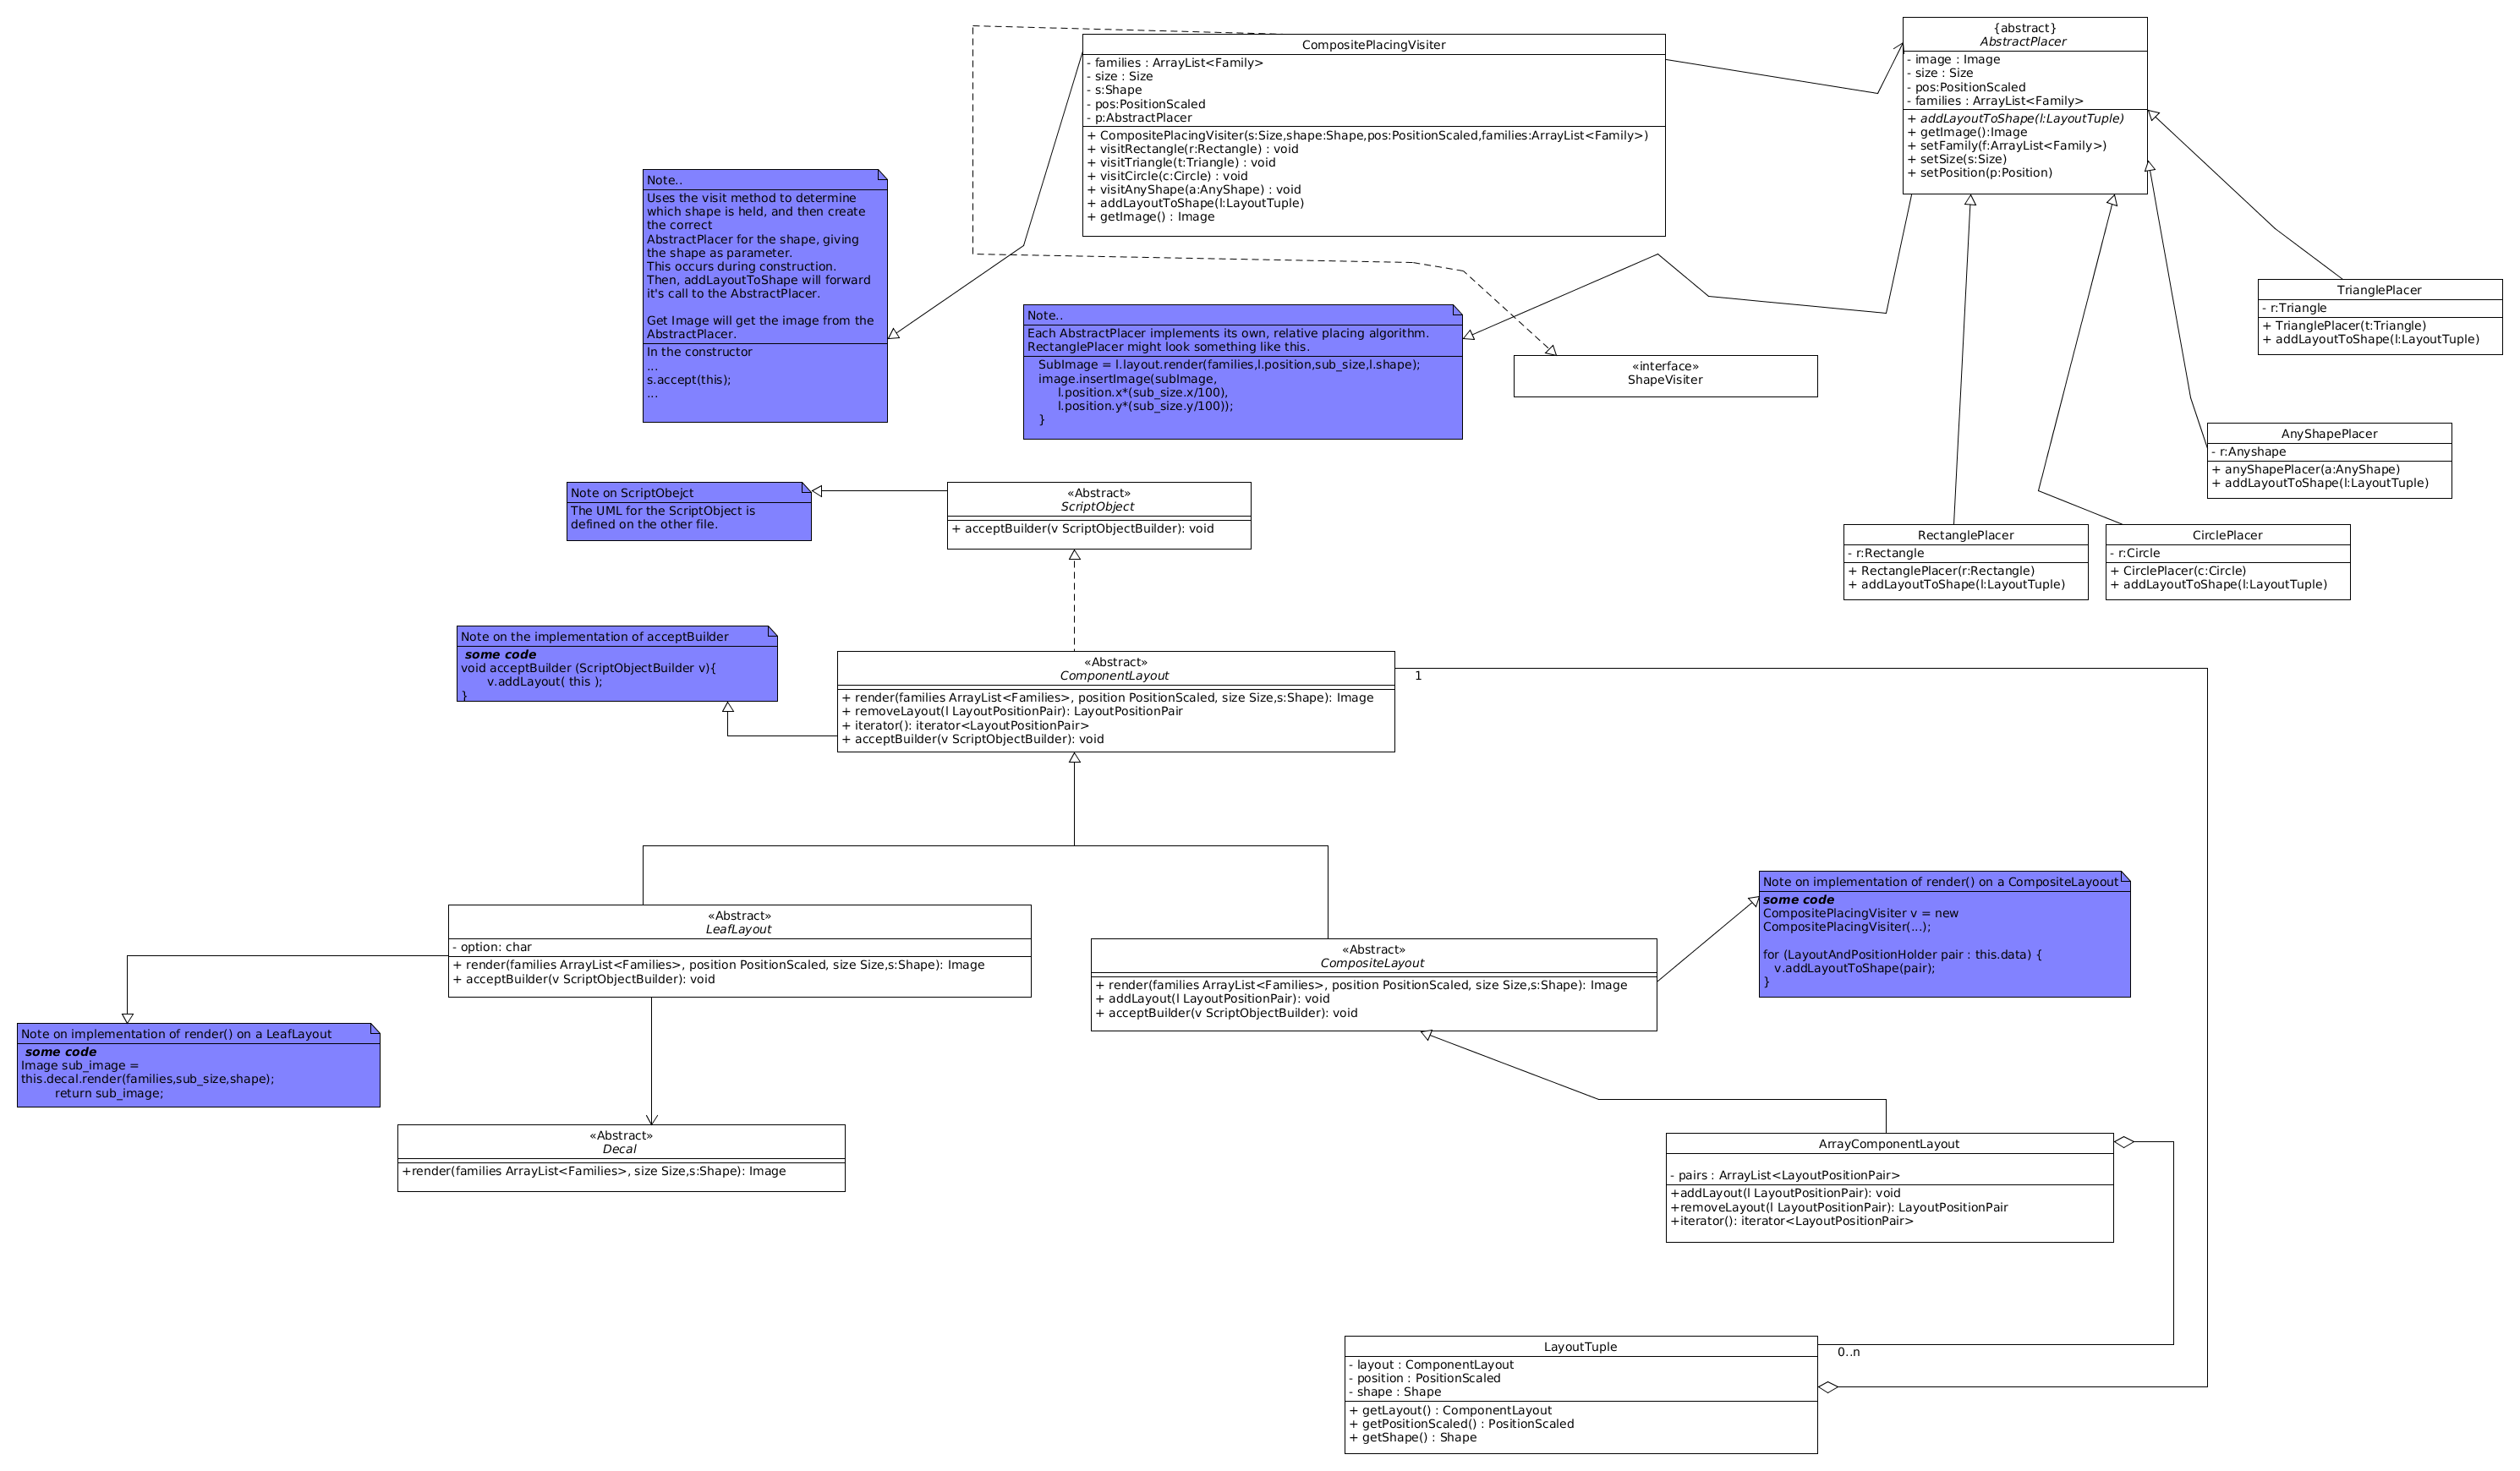 CompositePlacingVisiter
- families : ArrayList<Family>
- size : Size
- s:Shape
- pos:PositionScaled
- p:AbstractPlacer
+ CompositePlacingVisiter(s:Size,shape:Shape,pos:PositionScaled,families:ArrayList<Family>)
+ visitRectangle(r:Rectangle) : void
+ visitTriangle(t:Triangle) : void
+ visitCircle(c:Circle) : void
+ visitAnyShape(a:AnyShape) : void
+ addLayoutToShape(l:LayoutTuple)
+ getImage() : Image
{abstract}
AbstractPlacer
- image : Image
- size : Size
- pos:PositionScaled
- families : ArrayList<Family>
+ addLayoutToShape(l:LayoutTuple)
+ getImage():Image
+ setFamily(f:ArrayList<Family>)
+ setSize(s:Size)
+ setPosition(p:Position)
Note..
Uses the visit method to determine
which shape is held, and then create
the correct
AbstractPlacer for the shape, giving
the shape as parameter.
This occurs during construction.
Then, addLayoutToShape will forward
it's call to the AbstractPlacer.
Get Image will get the image from the
AbstractPlacer.
In the constructor
...
s.accept(this);
...
Note..
Each AbstractPlacer implements its own, relative placing algorithm.
RectanglePlacer might look something like this.
SubImage = l.layout.render(families,l.position,sub_size,l.shape);
image.insertImage(subImage,
l.position.x*(sub_size.x/100),
l.position.y*(sub_size.y/100));
}
«interface»
ShapeVisiter
TrianglePlacer
- r:Triangle
+ TrianglePlacer(t:Triangle)
+ addLayoutToShape(l:LayoutTuple)
AnyShapePlacer
- r:Anyshape
+ anyShapePlacer(a:AnyShape)
+ addLayoutToShape(l:LayoutTuple)
RectanglePlacer
- r:Rectangle
+ RectanglePlacer(r:Rectangle)
+ addLayoutToShape(l:LayoutTuple)
CirclePlacer
- r:Circle
+ CirclePlacer(c:Circle)
+ addLayoutToShape(l:LayoutTuple)
Note on ScriptObejct
The UML for the ScriptObject is
defined on the other file.
«Abstract»
ScriptObject
+ acceptBuilder(v ScriptObjectBuilder): void
Note on the implementation of acceptBuilder
some code
void acceptBuilder (ScriptObjectBuilder v){
v.addLayout( this );
}
«Abstract»
ComponentLayout
+ render(families ArrayList<Families>, position PositionScaled, size Size,s:Shape): Image
+ removeLayout(l LayoutPositionPair): LayoutPositionPair
+ iterator(): iterator<LayoutPositionPair>
+ acceptBuilder(v ScriptObjectBuilder): void
1
«Abstract»
LeafLayout
- option: char
+ render(families ArrayList<Families>, position PositionScaled, size Size,s:Shape): Image
+ acceptBuilder(v ScriptObjectBuilder): void
«Abstract»
CompositeLayout
+ render(families ArrayList<Families>, position PositionScaled, size Size,s:Shape): Image
+ addLayout(l LayoutPositionPair): void
+ acceptBuilder(v ScriptObjectBuilder): void
Note on implementation of render() on a CompositeLayoout
some code
CompositePlacingVisiter v = new
CompositePlacingVisiter(...);
for (LayoutAndPositionHolder pair : this.data) {
v.addLayoutToShape(pair);
}
Note on implementation of render() on a LeafLayout
some code
Image sub_image =
this.decal.render(families,sub_size,shape);
return sub_image;
«Abstract»
Decal
+render(families ArrayList<Families>, size Size,s:Shape): Image
ArrayComponentLayout
- pairs : ArrayList<LayoutPositionPair>
+addLayout(l LayoutPositionPair): void
+removeLayout(l LayoutPositionPair): LayoutPositionPair
+iterator(): iterator<LayoutPositionPair>
LayoutTuple
- layout : ComponentLayout
- position : PositionScaled
- shape : Shape
+ getLayout() : ComponentLayout
+ getPositionScaled() : PositionScaled
+ getShape() : Shape
0..n